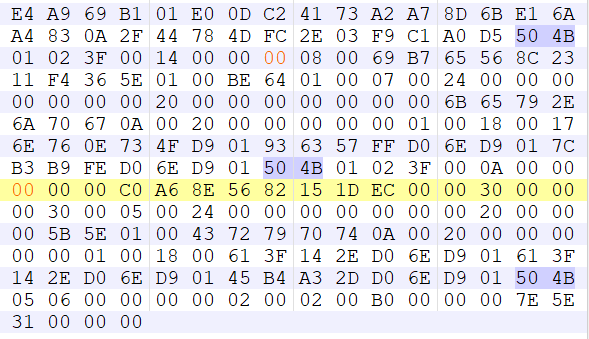 E4 A9 69 B1 01 E0 0D C2 41 73 A2 A7 8D 6B E1 6A
A4 83 0A 2F 44 78 4D FC 2E 03 F9 C1 A0 D5 50 4B
01 02 3F 00 14 00 00 00 08 00 69 B7 65 56 8C 23
11 F4 36 5E 01 00 BE 64 01 00 07 00 24 00 00 00
00 00 00 00 20 00 00 00 00 00 00 00 6B 65 79 2E
6A 70 67 0A 00 20 00 00 00 00 00 01 00 18 00 17
6E 76 0E 73 4F D9 01 93 63 57 FF D0 6E D9 01 7C
B3 B9 FE D0 6E D9 01 50 4B 01 02 3F 00 0A 00 00
00 00 00 C0 A6 8E 56 82 15 1D EC 00 00 30 00 00
00 30 00 05 00 24 00 00 00 00 00 00 00 20 00 00
00 5B 5E 01 00 43 72 79 70 74 0A 00 20 00 00 00
00 00 01 00 18 00 61 3F 14 2E D0 6E D9 01 61 3F
14 2E D0 6E D9 01 45 B4 A3 2D D0 6E D9 01 50 4B
05 06 00 00 00 00 02 00 02 00 B0 00 00 00 7E 5E
31 00 00 00